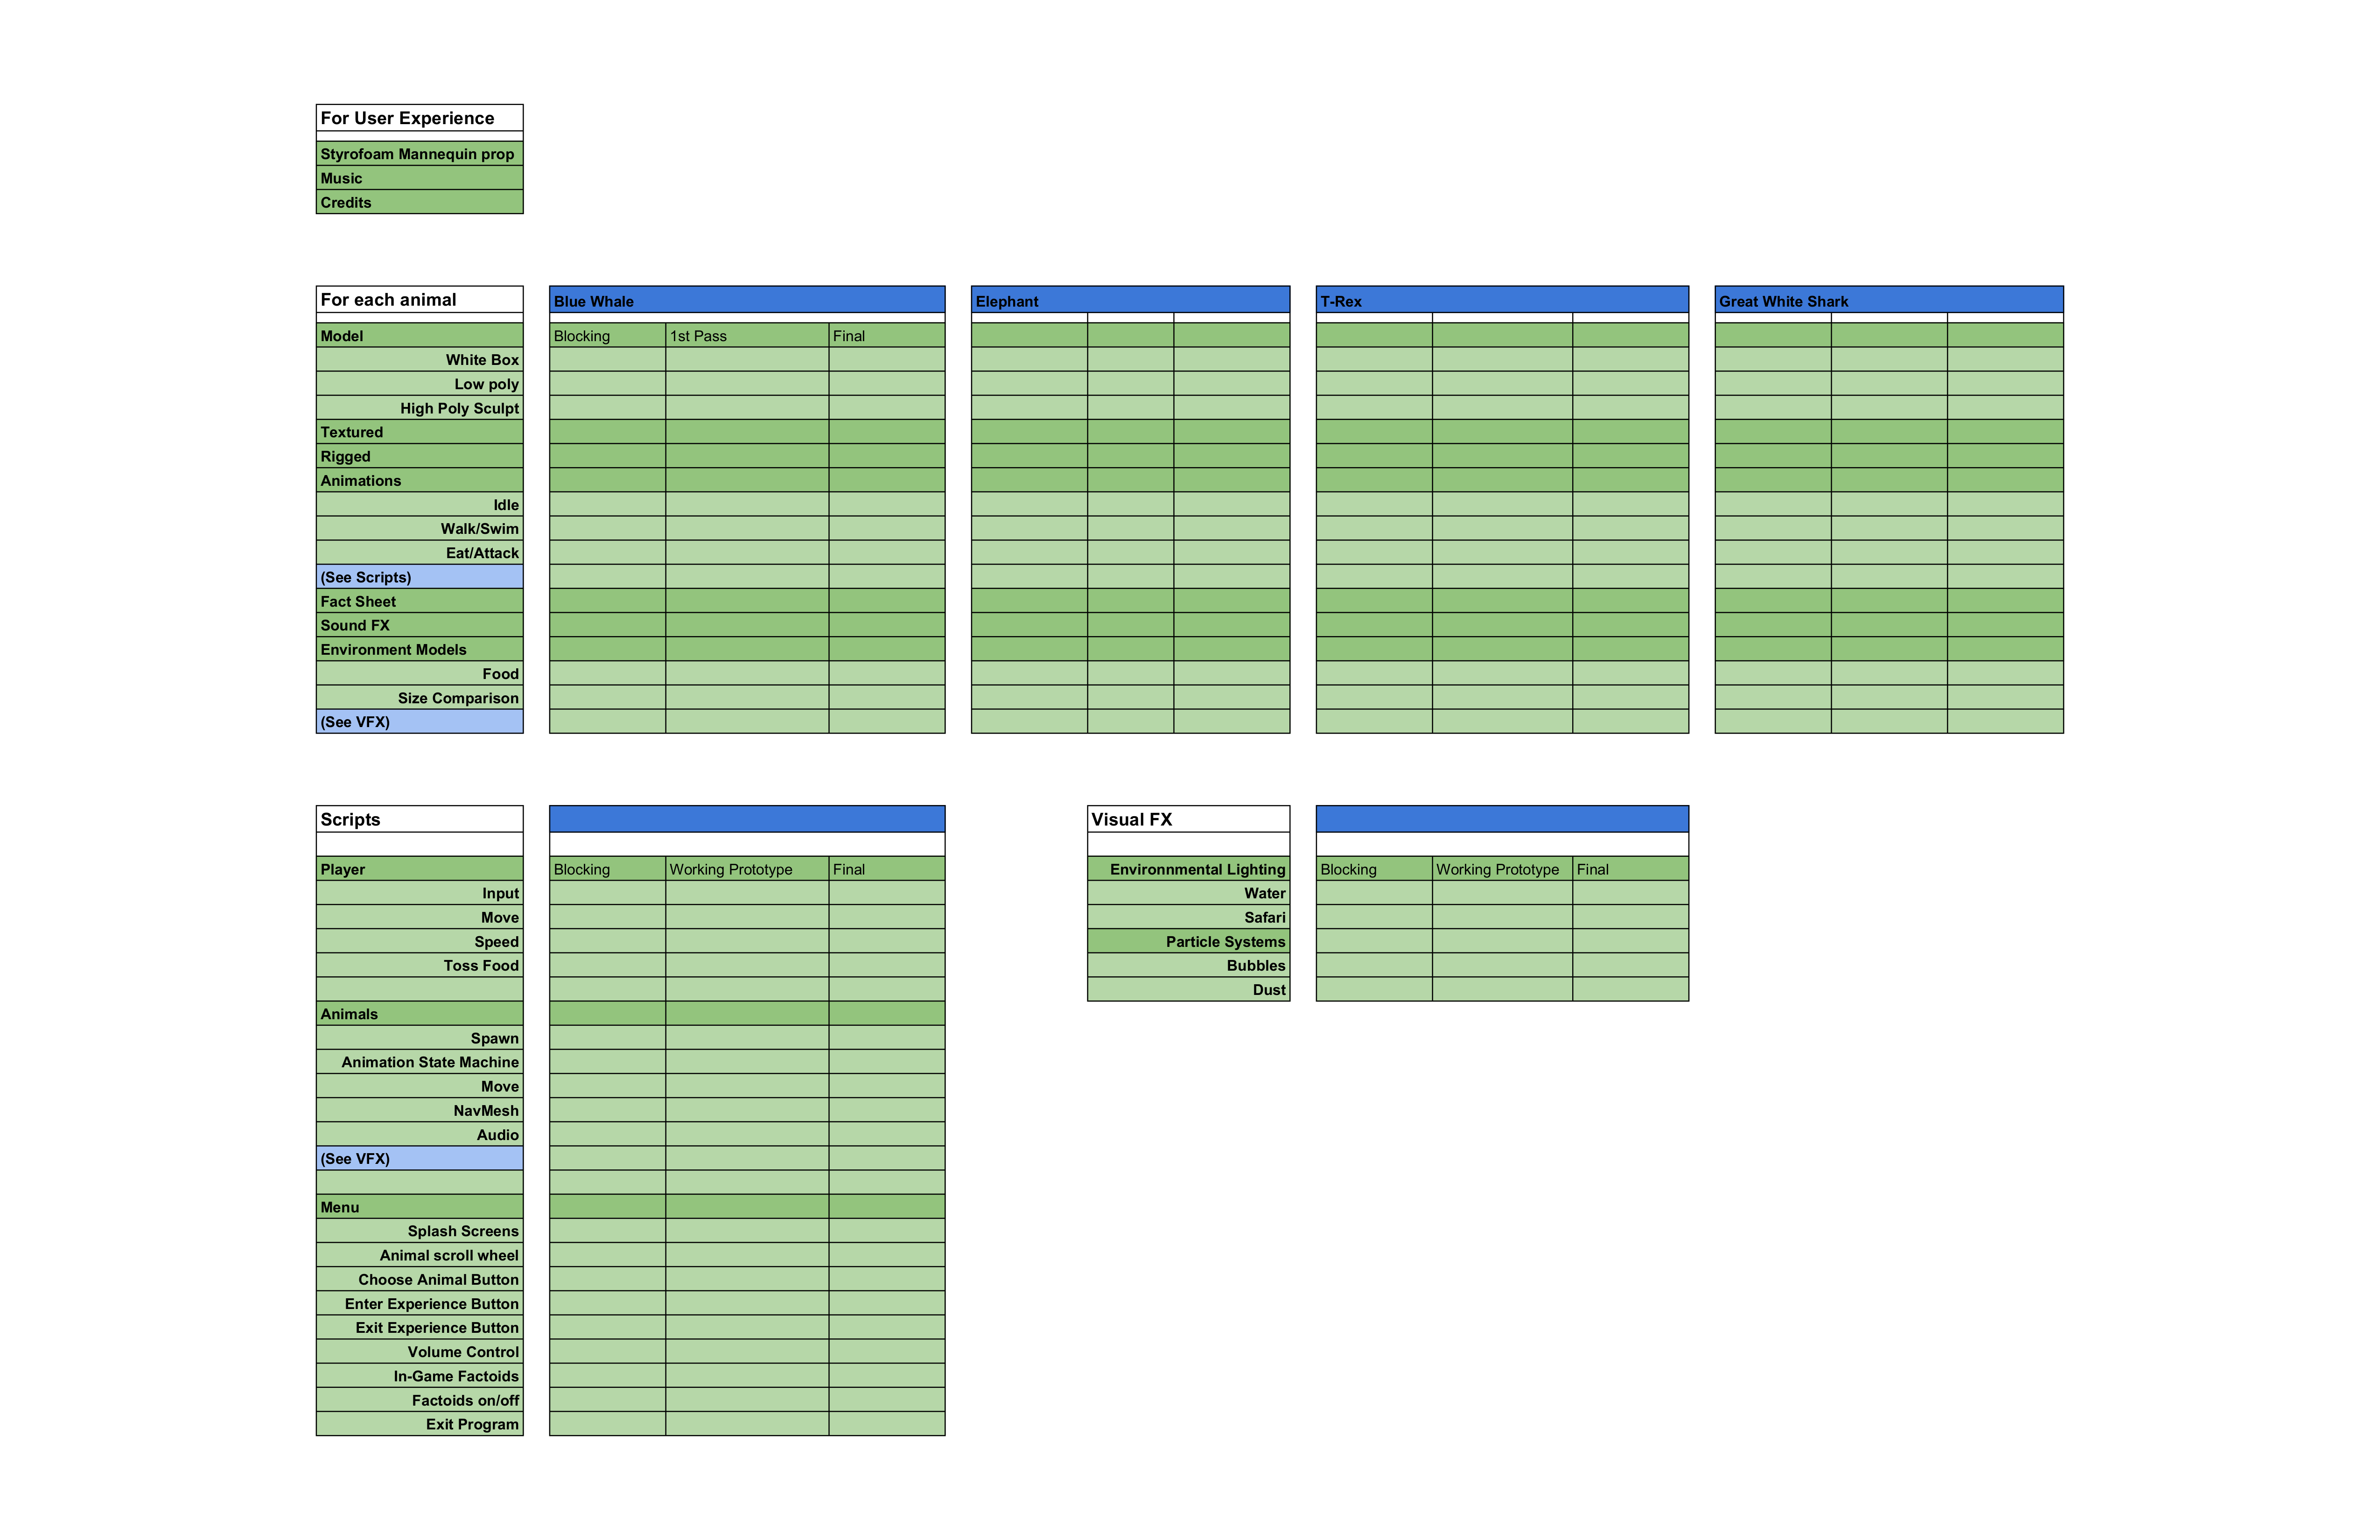 For User Experience
Styrofoam Mannequin prop
Music
Credits
For each animal Blue Whale Elephant T-Rex Great White Shark
Model Blocking 1st Pass Final
White Box
Low poly
High Poly Sculpt
Textured
Rigged
Animations
Idle
Walk/Swim
Eat/Attack
(See Scripts)
Fact Sheet
Sound FX
Environment Models
Food
Size Comparison
(See VFX)
Scripts
Player Blocking Working Prototype Final
Input
Move
Speed
Toss Food
Animals
Spawn
Animation State Machine
Move
NavMesh
Audio
(See VFX)
Menu
Splash Screens
Animal scroll wheel
Choose Animal Button
Enter Experience Button
Exit Experience Button
Volume Control
In-Game Factoids
Factoids on/off
Exit Program
Visual FX
Environnmental Lighting Blocking Working Prototype Final
Water
Safari
Particle Systems
Bubbles
Dust